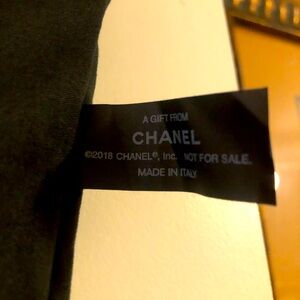 A GIFT FROM
CHANEL
©2018 CHANEL®, Inc. NOT FOR SALE.
MADE IN ITALY